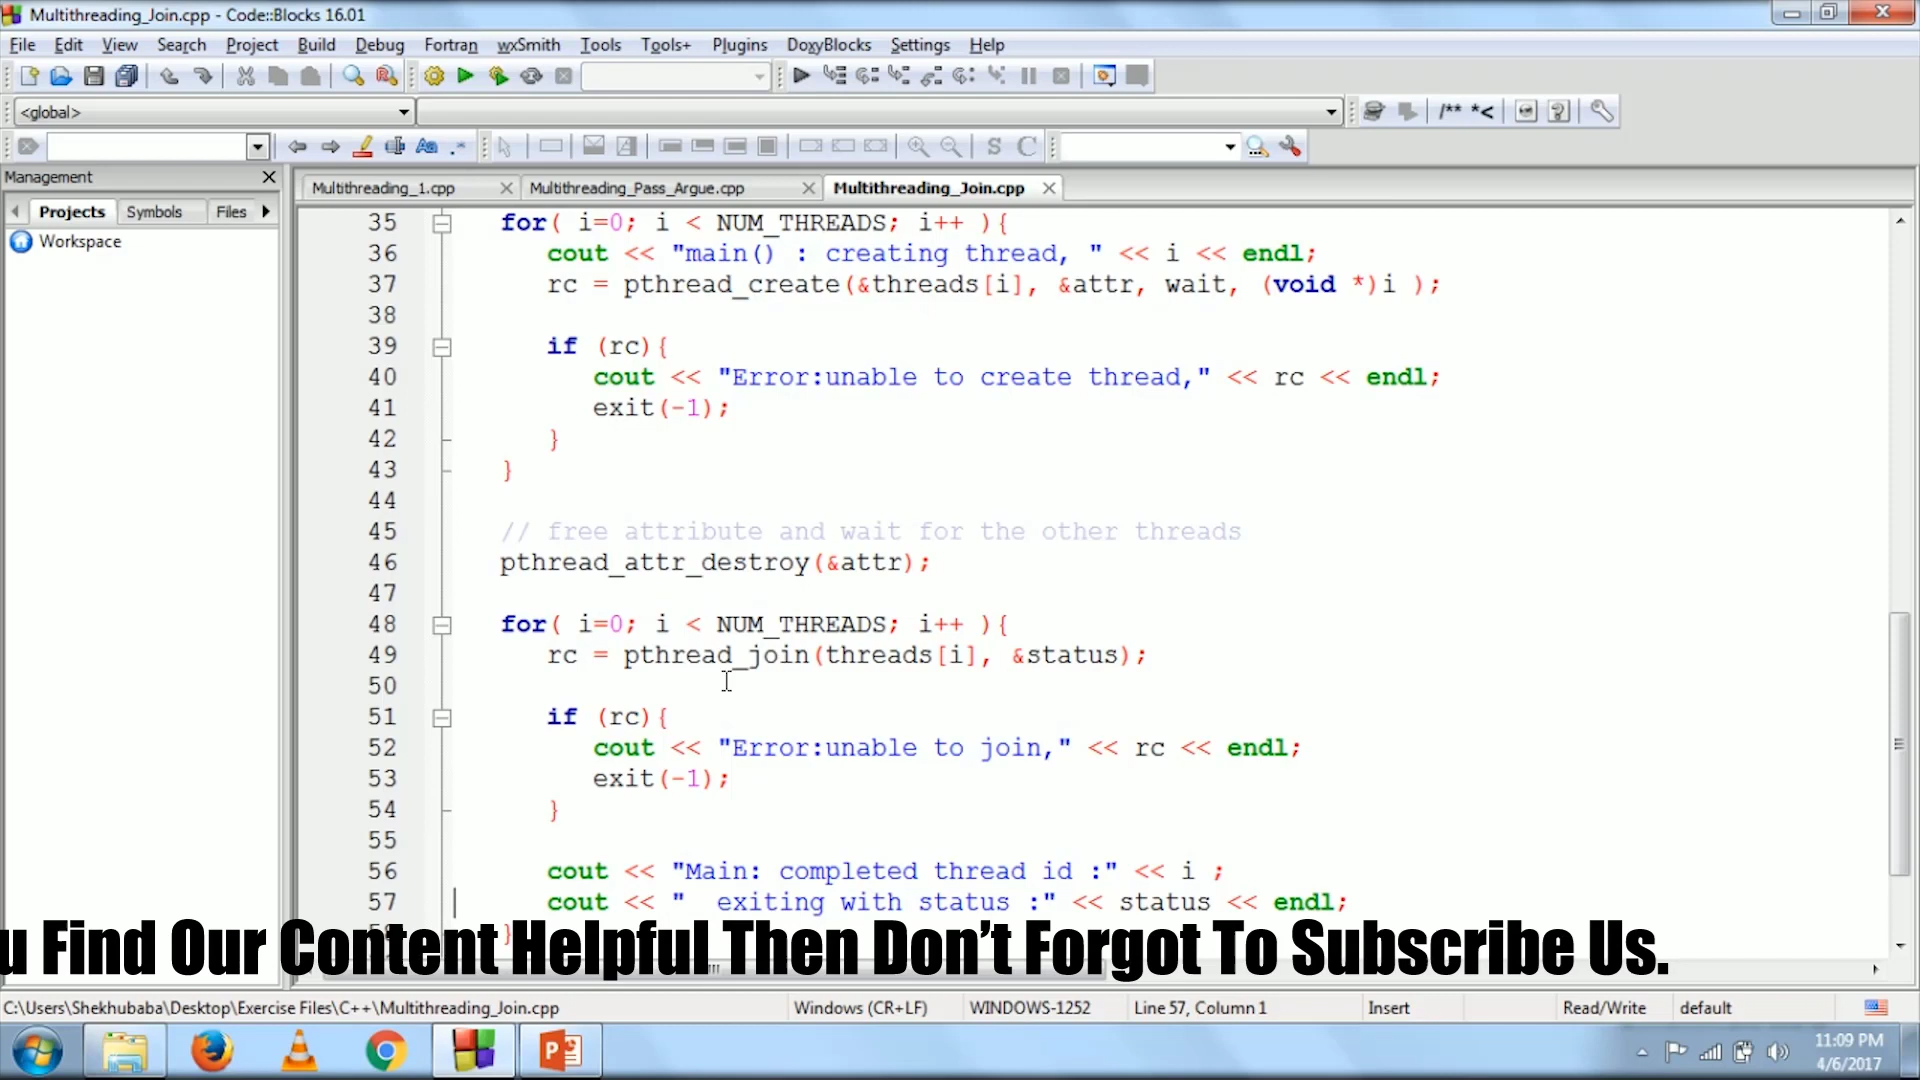 Multithreading_Join.cpp - Code::Blocks 16.01
File Edit View Search Project Build Debug Fortran wxSmith Tools Tools+ Plugins DoxyBlocks Settings Help
<global>
/** *<
Aa .* S C
Management
Projects Symbols Files
Workspace
Multithreading_1.cpp Multithreading_Pass_Argue.cpp Multithreading_Join.cpp
35 for( i=0; i < NUM_THREADS; i++ ){
36 cout << "main() : creating thread, " << i << endl;
37 rc = pthread_create(&threads[i], &attr, wait, (void *)i );
38
39 if (rc){
40 cout << "Error:unable to create thread," << rc << endl;
41 exit(-1);
42 }
43 }
44
45 // free attribute and wait for the other threads
46 pthread_attr_destroy(&attr);
47
48 for( i=0; i < NUM_THREADS; i++ ){
49 rc = pthread_join(threads[i], &status);
50
51 if (rc){
52 cout << "Error:unable to join," << rc << endl;
53 exit(-1);
54 }
55
56 cout << "Main: completed thread id :" << i ;
57 cout << "  exiting with status :" << status << endl;
u Find Our Content Helpful Then Don't Forgot To Subscribe Us.
C:\Users\Shekhubaba\Desktop\Exercise Files\C++\Multithreading_Join.cpp Windows (CR+LF) WINDOWS-1252 Line 57, Column 1 Insert Read/Write default
11:09 PM
4/6/2017